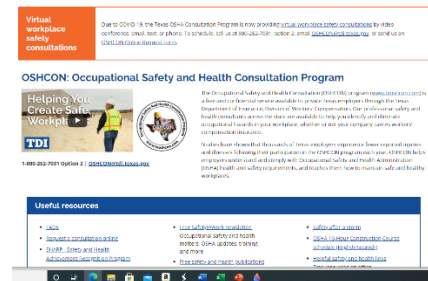 Virtual
workplace
safety
consultations
Due to COVID-19, the Texas OSHA Consultation Program is now providing virtual workplace safety consultations by video
conference, email, text, or phone. To schedule, call us at 800-252-7031, option 2, email OSHCON@tdi.texas.gov, or send us an
OSHCON Online Request form.
OSHCON: Occupational Safety and Health Consultation Program
Helping You
Create Safe
Workpl
TDI
1-800-252-7031 Option 2 | OSHCON@tdi.texas.gov
The Occupational Safety and Health Consultation (OSHCON) program (www.txoshcon.com) is
a free and confidential service available to private Texas employers through the Texas
Department of Insurance, Division of Workers' Compensation. Our professional safety and
health consultants across the state are available to help you identify and eliminate
occupational hazards in your workplace, whether or not your company carries workers'
compensation insurance.
Studies have shown that thousands of Texas employers experience fewer reported injuries
and illnesses following their participation in the OSHCON program each year. OSHCON helps
employers understand and comply with Occupational Safety and Health Administration
(OSHA) health and safety requirements, and teaches them how to maintain safe and healthy
workplaces.
Useful resources
FAQs
Request a consultation online
SHARP - Safety and Health
Achievement Recognition Program
Free Safety@Work newsletter
Occupational safety and health
matters, OSHA updates, training,
and more
Free safety and health publications
Safety after a storm
OSHA 10-Hour Construction Course
schedule (English/Spanish)
Helpful safety and health links